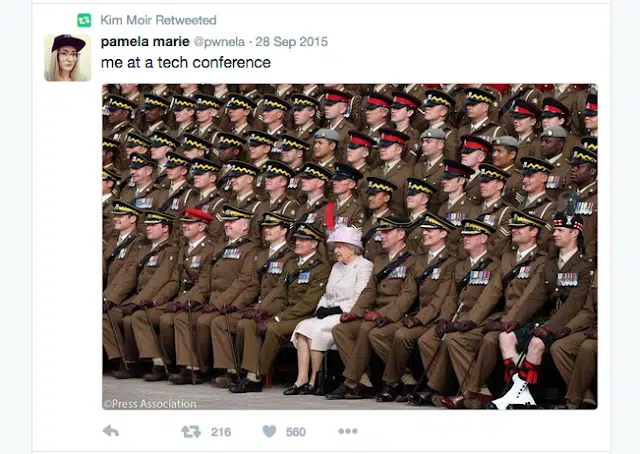 Kim Moir Retweeted
pamela marie @pwnela · 28 Sep 2015
me at a tech conference
©Press Association
216
560